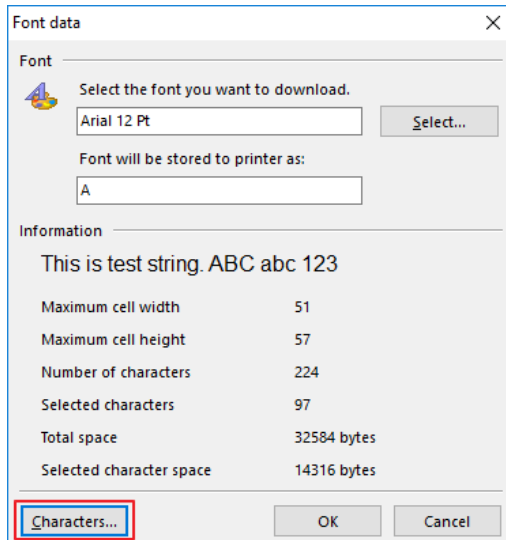 Font data
Font
Select the font you want to download.
Arial 12 Pt
Select...
Font will be stored to printer as:
A
Information
This is test string. ABC abc 123
Maximum cell width 51
Maximum cell height 57
Number of characters 224
Selected characters 97
Total space 32584 bytes
Selected character space 14316 bytes
Characters... OK Cancel